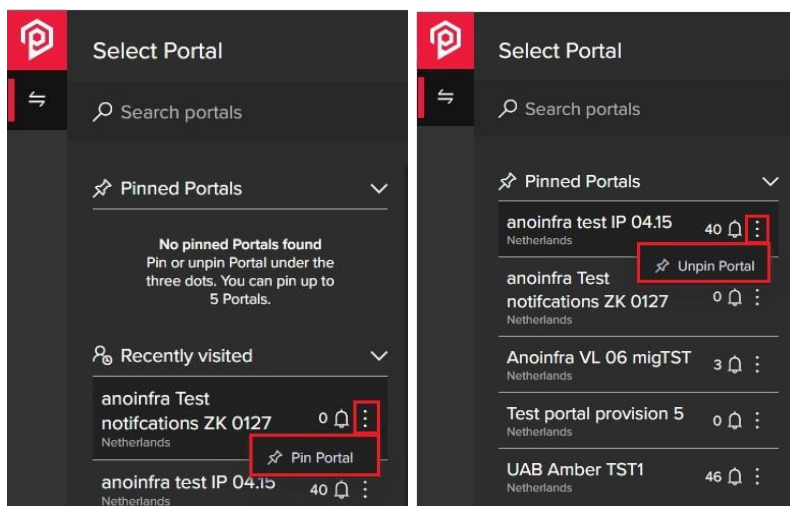 Select Portal
Search portals
Pinned Portals
No pinned Portals found
Pin or unpin Portal under the
three dots. You can pin up to
5 Portals.
Recently visited
anoinfra Test
notifcations ZK 0127
0
Netherlands
Pin Portal
anoinfra test IP 04.15
40
Netherlands
Select Portal
Search portals
Pinned Portals
anoinfra test IP 04.15
40
Netherlands
Unpin Portal
anoinfra Test
notifcations ZK 0127
0
Netherlands
Anoinfra VL 06 migTST
3
Netherlands
Test portal provision 5
0
Netherlands
UAB Amber TST1
46
Netherlands